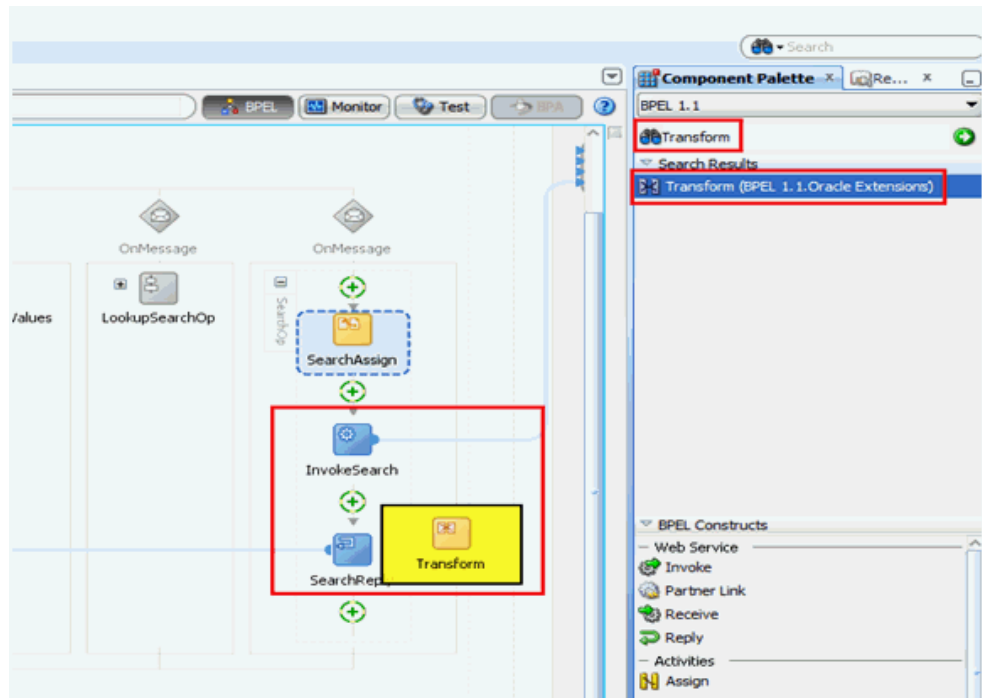 Search
Component Palette
Re...
BPEL Monitor Test BPA
BPEL 1.1
Transform
Search Results
Transform (BPEL 1.1.Oracle Extensions)
OnMessage OnMessage
Values LookupSearchOp
SearchOp
SearchAssign
InvokeSearch
Transform
SearchReply
BPEL Constructs
Web Service
Invoke
Partner Link
Receive
Reply
Activities
Assign